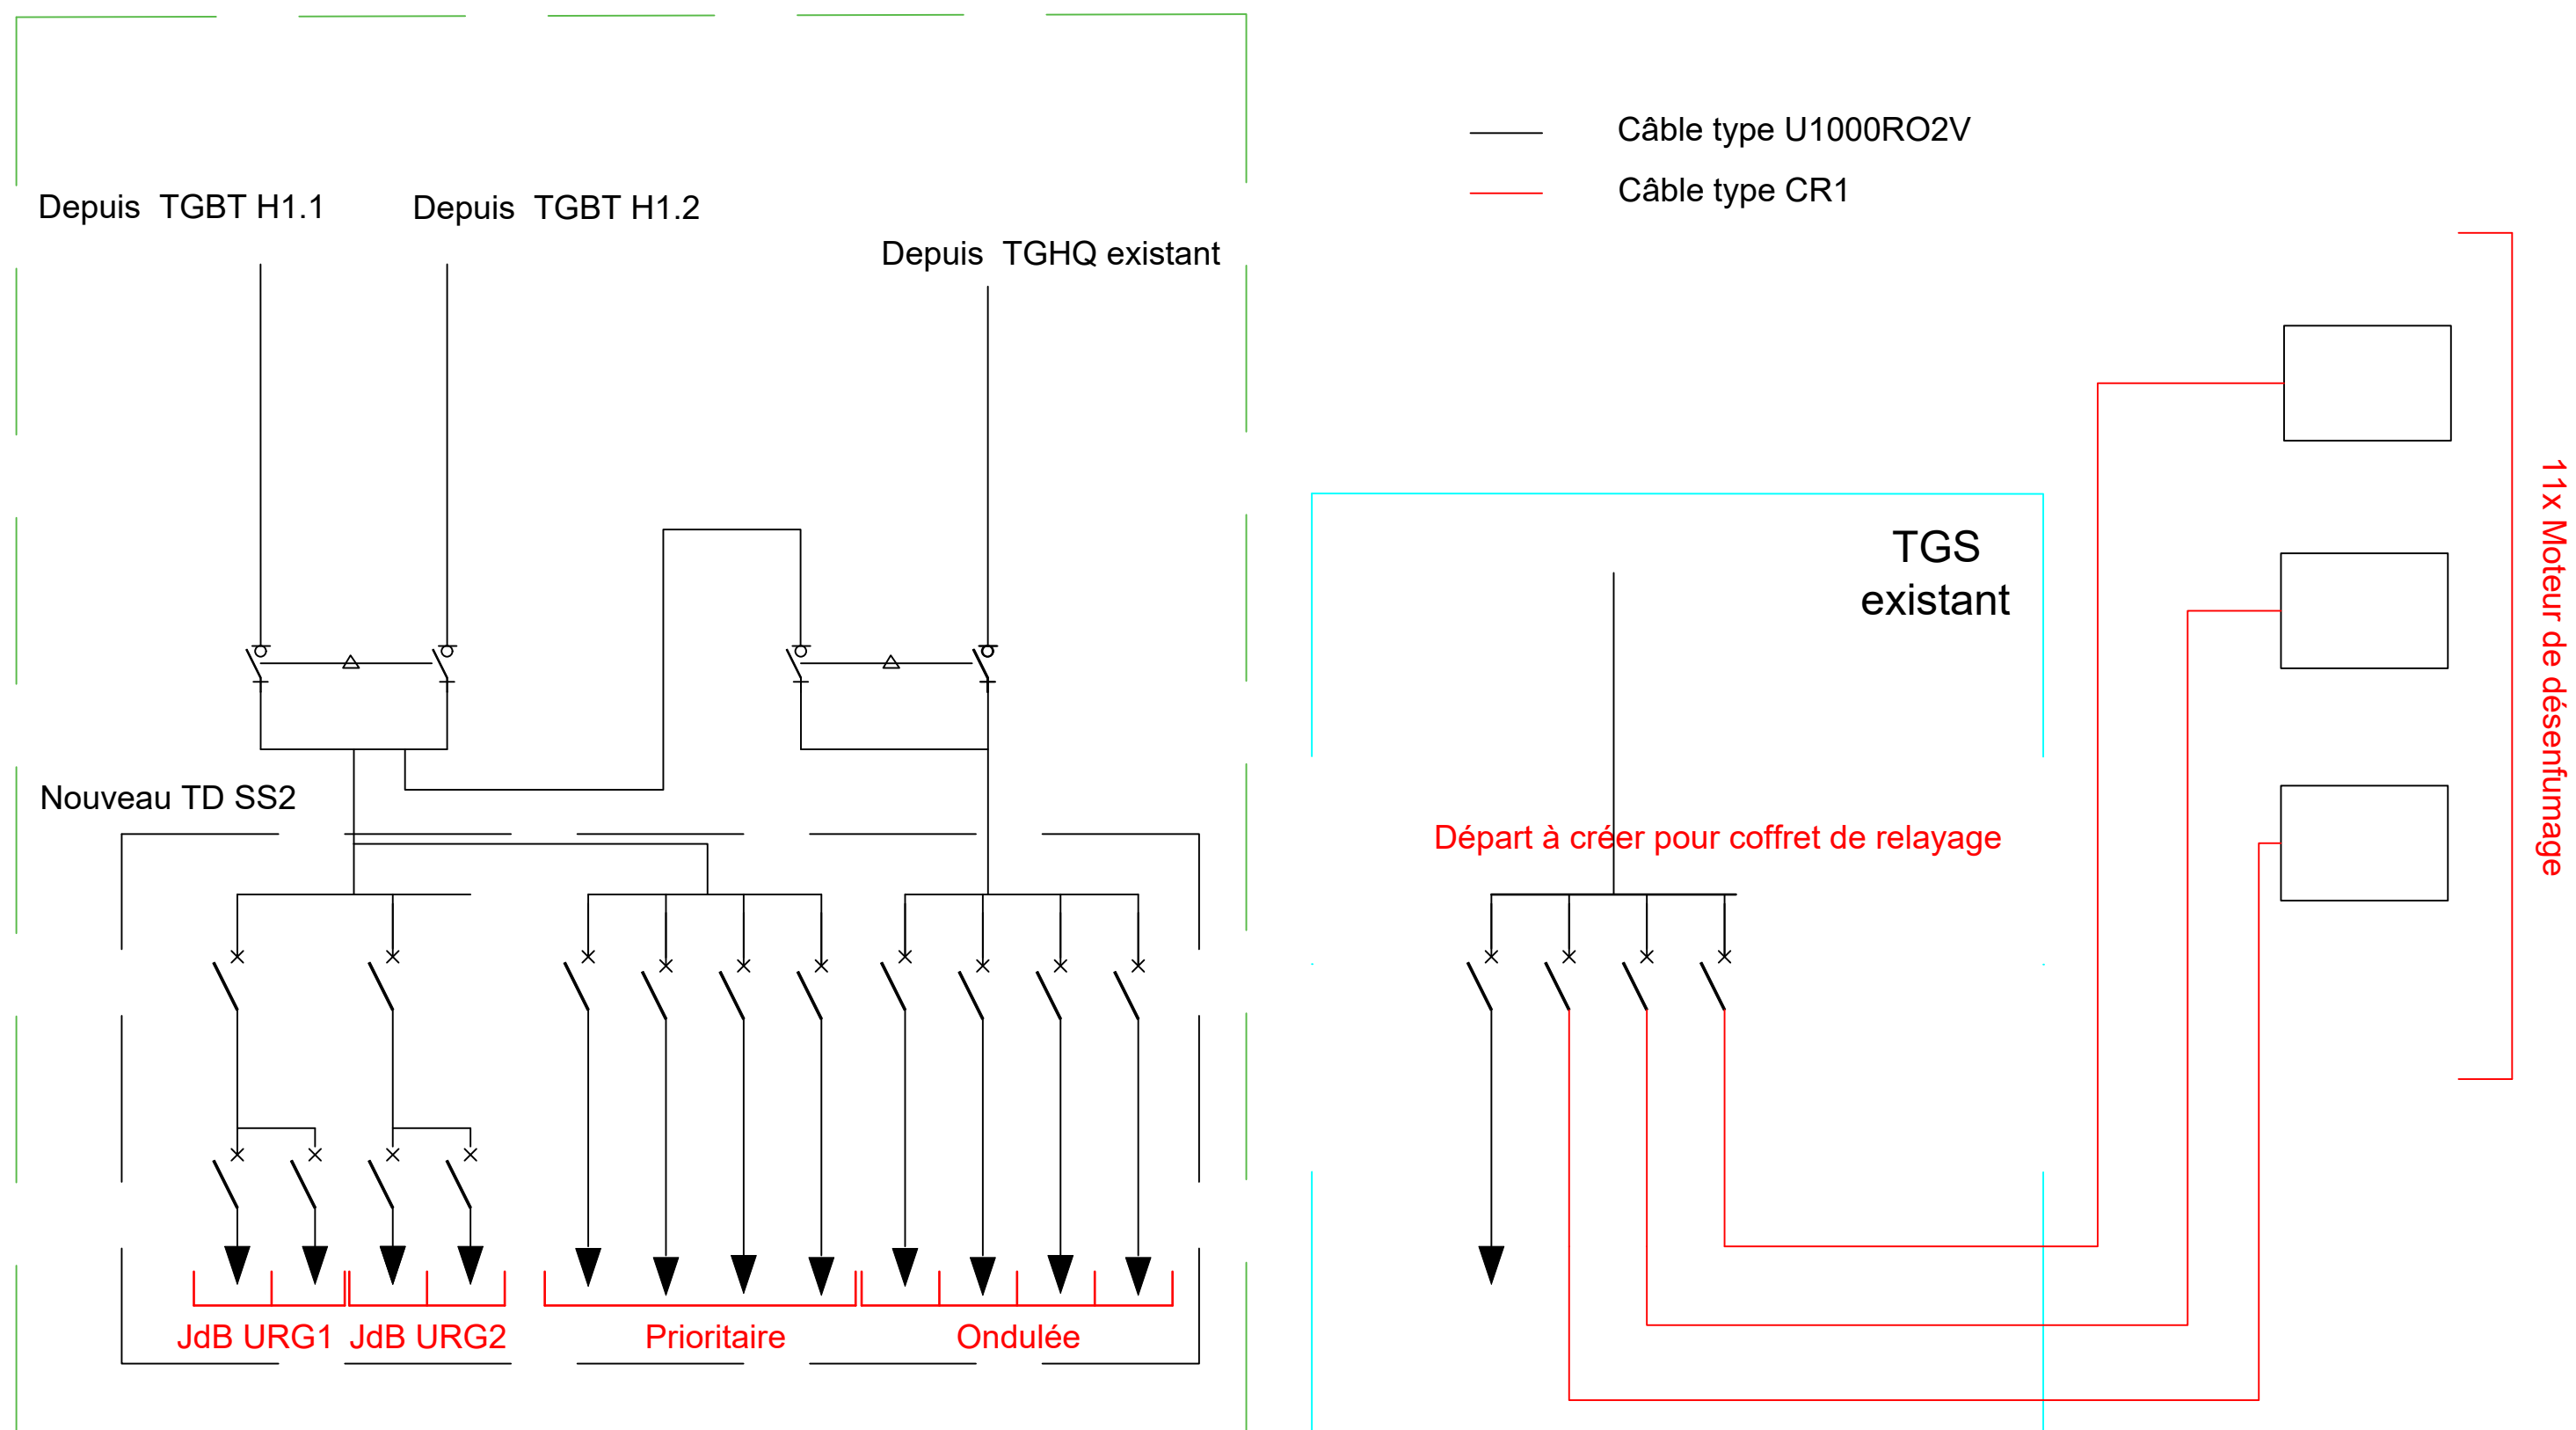 Câble type U1000RO2V
Câble type CR1
Depuis  TGBT H1.1
Depuis  TGBT H1.2
Depuis  TGHQ existant
TGS
existant
11x Moteur de désenfumage
Nouveau TD SS2
Départ à créer pour coffret de relayage
JdB URG1
JdB URG2
Prioritaire
Ondulée